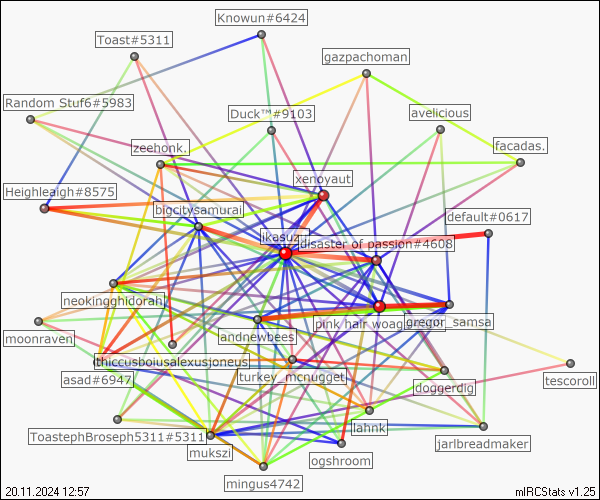 Knowun#6424
Toast#5311
gazpachoman
Random Stuf6#5983
Duck™#9103
avelicious
zeehonk.
facadas.
xenoyaut
Heighleigh#8575
bigcitysamurai
default#0617
ikasuz
disaster of passion#4608
neokingghidorah
pink hair woag
gregor_samsa
moonraven
andnewbees
thiccusboiusalexusjoneus
asad#6947
turkey_mcnugget
doggerdig
tescoroll
ToastephBroseph5311#5311
lahnk
mukszi
ogshroom
jarlbreadmaker
mingus4742
20.11.2024 12:57
mIRCStats v1.25